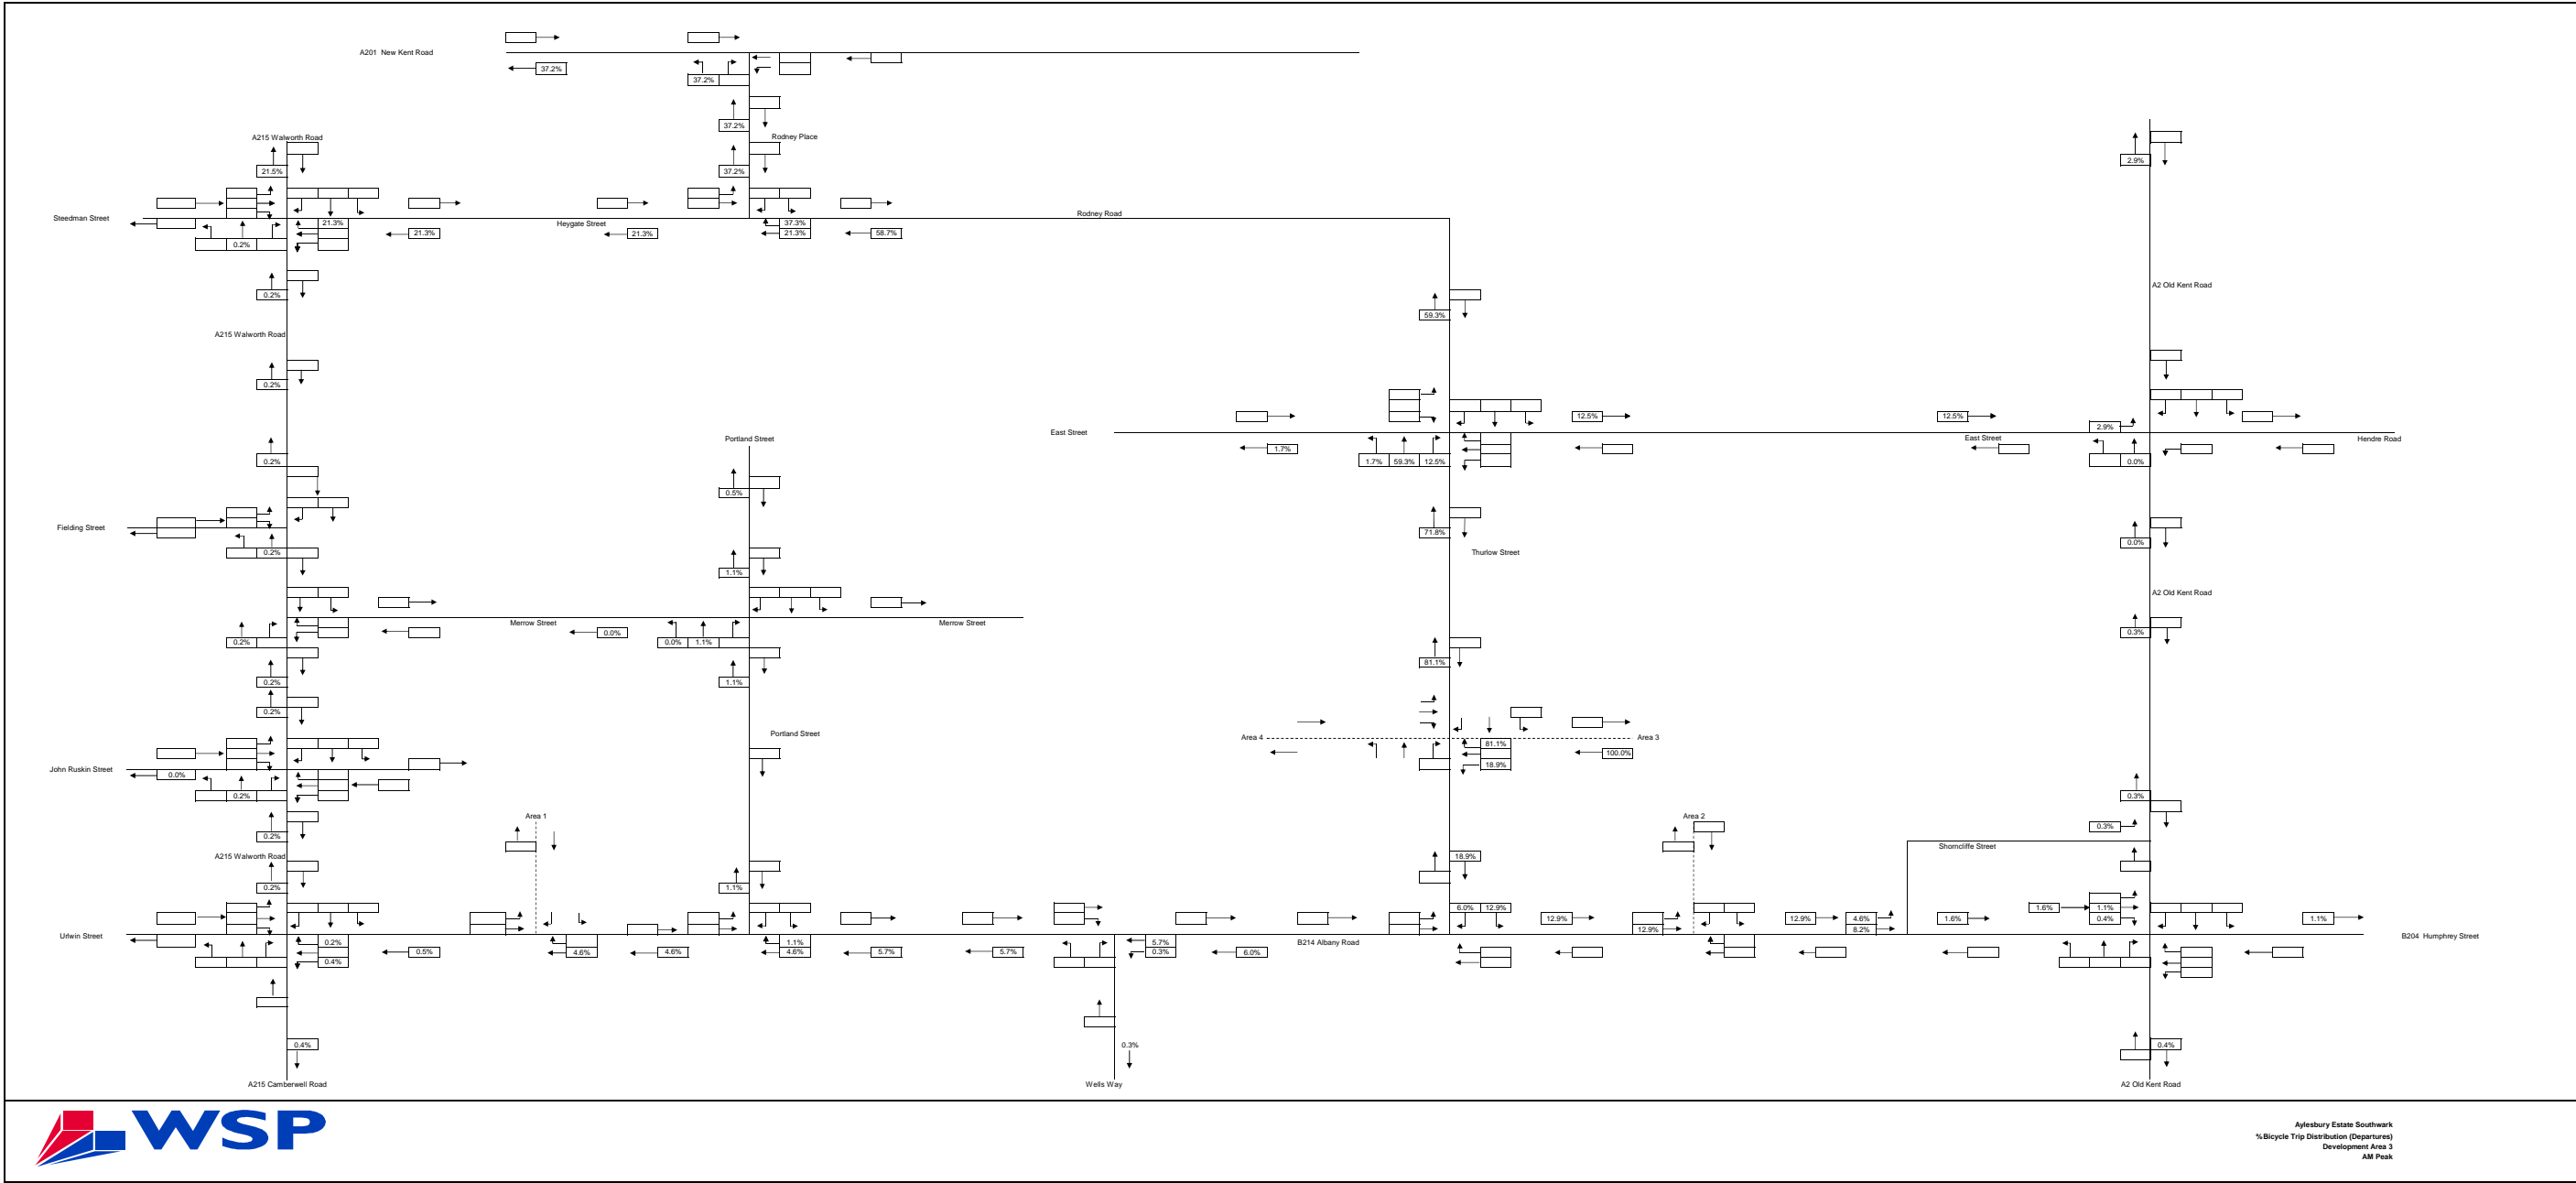 A201 New Kent Road
37.2%
37.2%
37.2%
A215 Walworth Road
Rodney Place
2.9%
21.5%
37.2%
Steedman Street
Rodney Road
21.3%
Heygate Street
37.3%
21.3%
21.3%
21.3%
58.7%
0.2%
A2 Old Kent Road
0.2%
59.3%
A215 Walworth Road
0.2%
12.5%
12.5%
2.9%
East Street
Portland Street
East Street
Hendre Road
1.7%
0.2%
1.7%
59.3%
12.5%
0.0%
0.5%
Fielding Street
71.8%
0.0%
0.2%
Thurlow Street
1.1%
A2 Old Kent Road
Merrow Street
0.0%
Merrow Street
0.3%
0.2%
0.0%
1.1%
81.1%
0.2%
1.1%
0.2%
Portland Street
Area 4
Area 3
81.1%
100.0%
18.9%
John Ruskin Street
0.0%
0.2%
0.3%
Area 1
Area 2
0.3%
0.2%
Shorncliffe Street
A215 Walworth Road
18.9%
0.2%
1.1%
6.0%
12.9%
1.6%
1.1%
12.9%
12.9%
4.6%
1.6%
0.4%
1.1%
12.9%
8.2%
Urlwin Street
B214 Albany Road
B204 Humphrey Street
0.2%
1.1%
5.7%
0.5%
4.6%
4.6%
4.6%
5.7%
5.7%
0.3%
6.0%
0.4%
0.4%
0.3%
0.4%
A215 Camberwell Road
Wells Way
A2 Old Kent Road
WSP
Aylesbury Estate Southwark
%Bicycle Trip Distribution (Departures)
Development Area 3
AM Peak